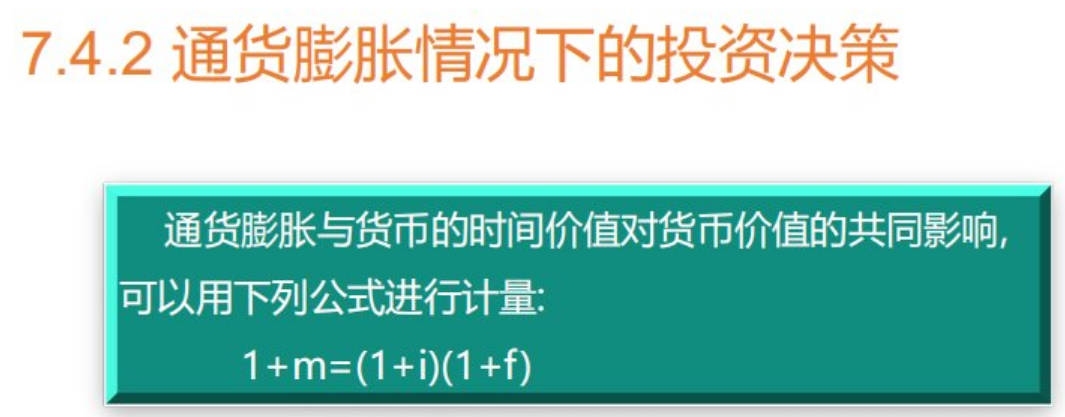 7.4.2 通货膨胀情况下的投资决策
通货膨胀与货币的时间价值对货币价值的共同影响,
可以用下列公式进行计量:
1+m=(1+i)(1+f)